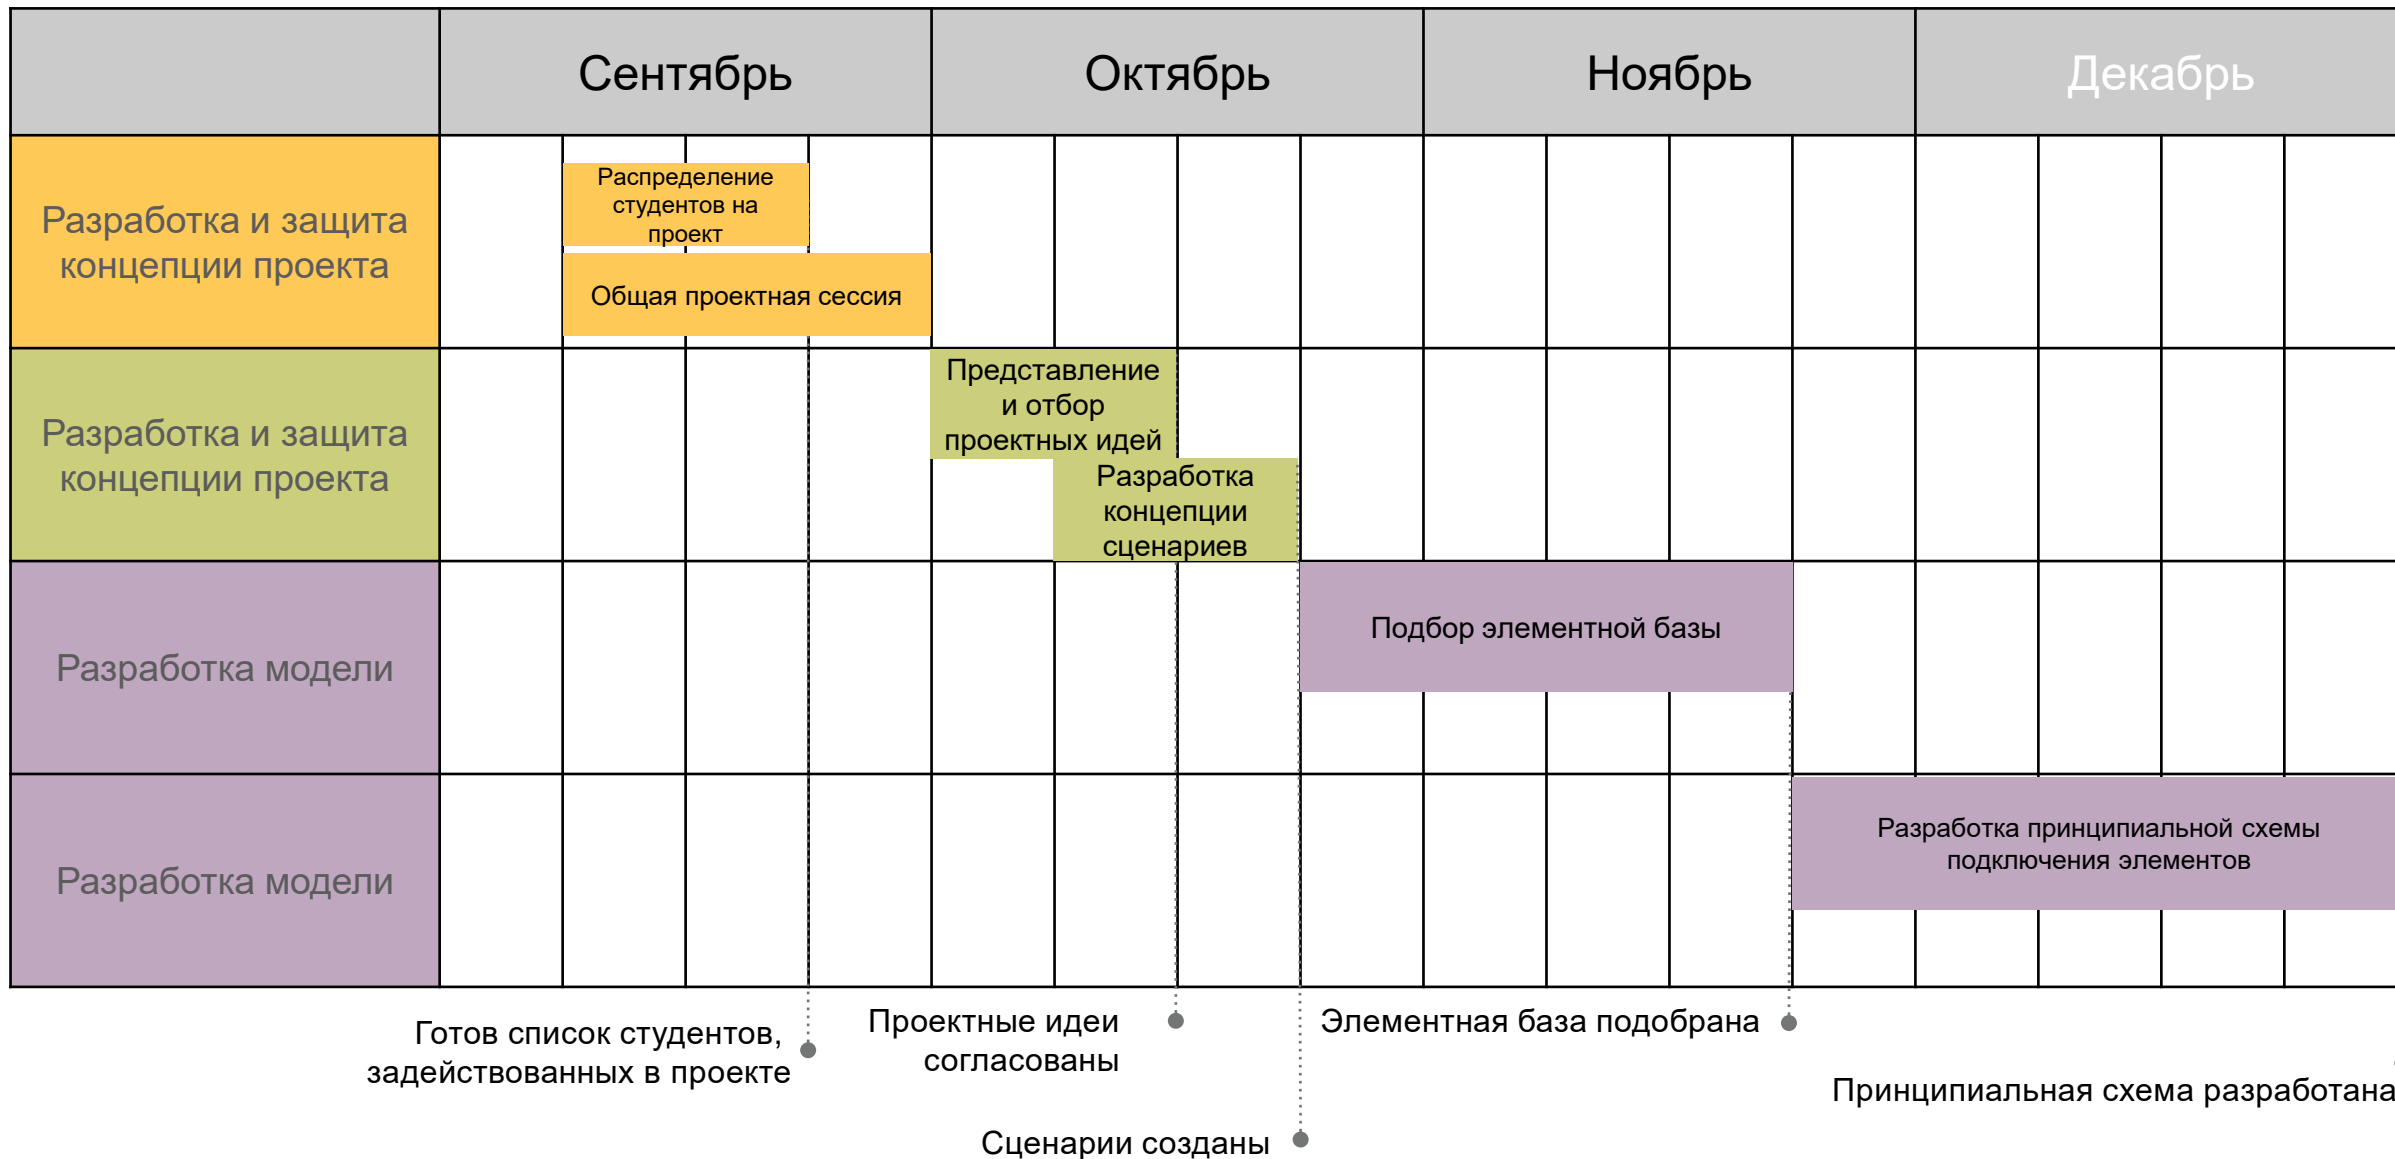 Сентябрь
Октябрь
Ноябрь
Декабрь
Разработка и защита
концепции проекта
Распределение
студентов на
проект
Общая проектная сессия
Разработка и защита
концепции проекта
Представление
и отбор
проектных идей
Разработка
концепции
сценариев
Разработка модели
Подбор элементной базы
Разработка модели
Разработка принципиальной схемы
подключения элементов
Готов список студентов,
задействованных в проекте
Проектные идеи
согласованы
Элементная база подобрана
Принципиальная схема разработана
Сценарии созданы